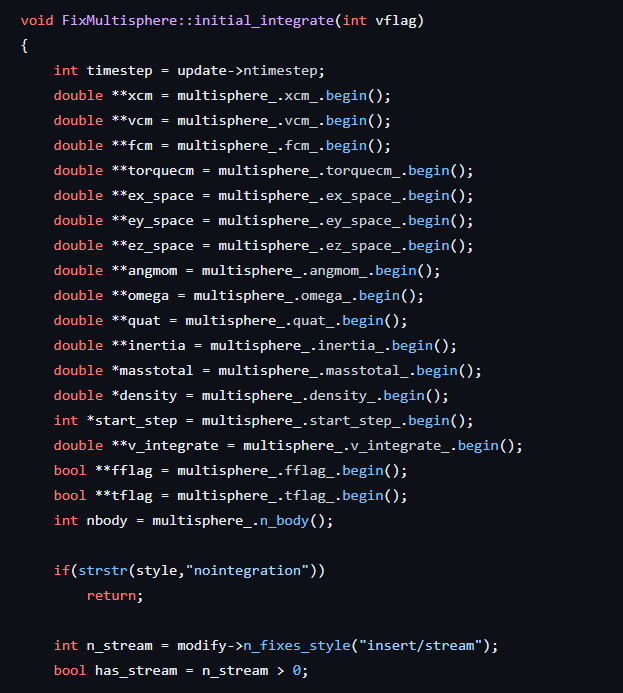 void FixMultisphere::initial_integrate(int vflag)
{
    int timestep = update->ntimestep;
    double **xcm = multisphere_.xcm_.begin();
    double **vcm = multisphere_.vcm_.begin();
    double **fcm = multisphere_.fcm_.begin();
    double **torquecm = multisphere_.torquecm_.begin();
    double **ex_space = multisphere_.ex_space_.begin();
    double **ey_space = multisphere_.ey_space_.begin();
    double **ez_space = multisphere_.ez_space_.begin();
    double **angmom = multisphere_.angmom_.begin();
    double **omega = multisphere_.omega_.begin();
    double **quat = multisphere_.quat_.begin();
    double **inertia = multisphere_.inertia_.begin();
    double *masstotal = multisphere_.masstotal_.begin();
    double *density = multisphere_.density_.begin();
    int *start_step = multisphere_.start_step_.begin();
    double **v_integrate = multisphere_.v_integrate_.begin();
    bool **fflag = multisphere_.fflag_.begin();
    bool **tflag = multisphere_.tflag_.begin();
    int nbody = multisphere_.n_body();

    if(strstr(style,"nointegration"))
        return;

    int n_stream = modify->n_fixes_style("insert/stream");
    bool has_stream = n_stream > 0;